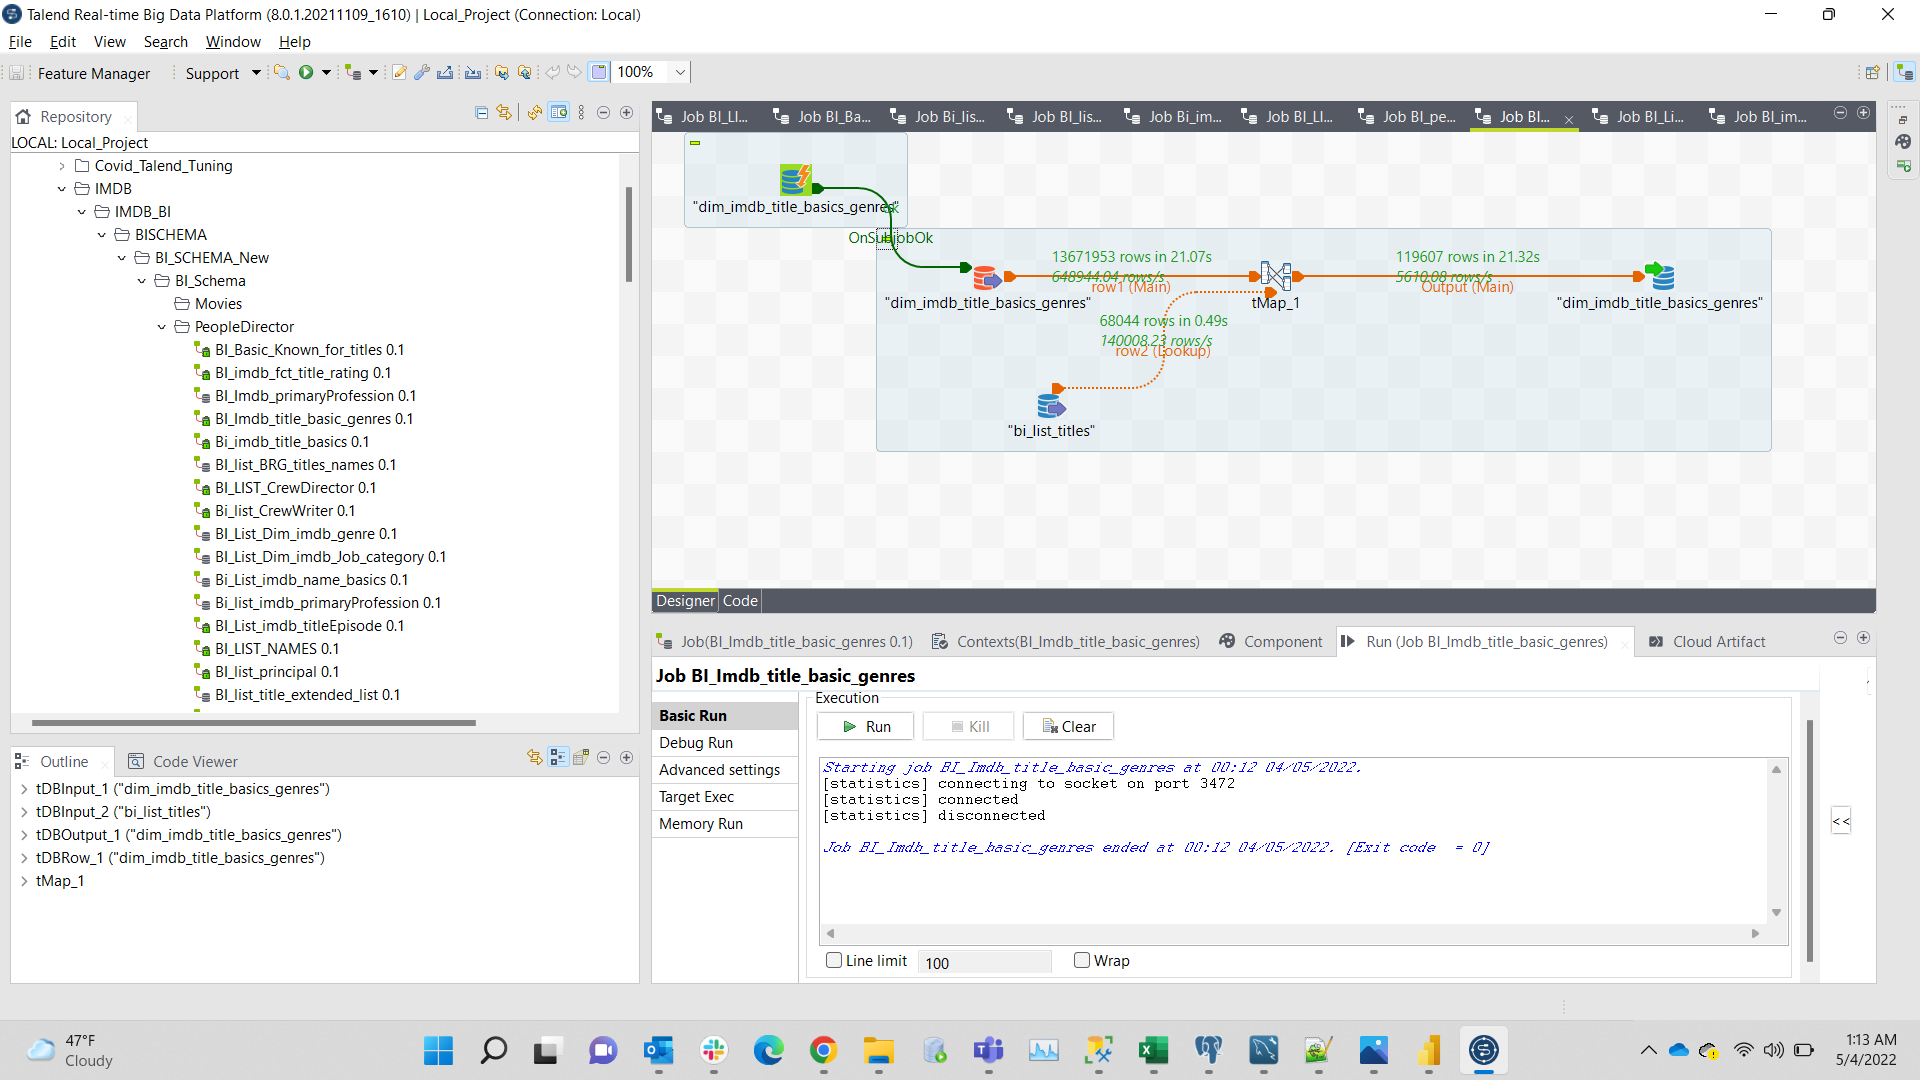 Talend Real-time Big Data Platform (8.0.1.20211109_1610) | Local_Project (Connection: Local)
File Edit View Search Window Help
Feature Manager Support 100%
Repository
LOCAL: Local_Project
Covid_Talend_Tuning
IMDB
IMDB_BI
BISCHEMA
BI_SCHEMA_New
BI_Schema
Movies
PeopleDirector
BI_Basic_Known_for_titles 0.1
BI_imdb_fct_title_rating 0.1
BI_Imdb_primaryProfession 0.1
BI_Imdb_title_basic_genres 0.1
Bi_imdb_title_basics 0.1
BI_list_BRG_titles_names 0.1
BI_LIST_CrewDirector 0.1
Bi_list_CrewWriter 0.1
BI_List_Dim_imdb_genre 0.1
BI_List_Dim_imdb_Job_category 0.1
Bi_List_imdb_name_basics 0.1
Bi_list_imdb_primaryProfession 0.1
BI_List_imdb_titleEpisode 0.1
BI_LIST_NAMES 0.1
BI_list_principal 0.1
BI_list_title_extended_list 0.1
Outline Code Viewer
tDBInput_1 ("dim_imdb_title_basics_genres")
tDBInput_2 ("bi_list_titles")
tDBOutput_1 ("dim_imdb_title_basics_genres")
tDBRow_1 ("dim_imdb_title_basics_genres")
tMap_1
Job BI_LI... Job BI_Ba... Job Bi_lis... Job BI_lis... Job Bi_im... Job BI_LI... Job BI_pe... Job BI... Job BI_Li... Job BI_im...
"dim_imdb_title_basics_genres"
OnSubjobOk
13671953 rows in 21.07s
648944.04 rows/s
row1 (Main)
119607 rows in 21.32s
5610.08 rows/s
Output (Main)
"dim_imdb_title_basics_genres" tMap_1 "dim_imdb_title_basics_genres"
68044 rows in 0.49s
140008.23 rows/s
row2 (Lookup)
"bi_list_titles"
Designer Code
Job(BI_Imdb_title_basic_genres 0.1) Contexts(BI_Imdb_title_basic_genres) Component Run (Job BI_Imdb_title_basic_genres) Cloud Artifact
Job BI_Imdb_title_basic_genres
Basic Run
Debug Run
Advanced settings
Target Exec
Memory Run
Execution
Run Kill Clear
Starting job BI_Imdb_title_basic_genres at 00:12 04/05/2022.
[statistics] connecting to socket on port 3472
[statistics] connected
[statistics] disconnected
Job BI_Imdb_title_basic_genres ended at 00:12 04/05/2022. [Exit code  = 0]
<<
Line limit 100 Wrap
47°F
Cloudy
1:13 AM
5/4/2022